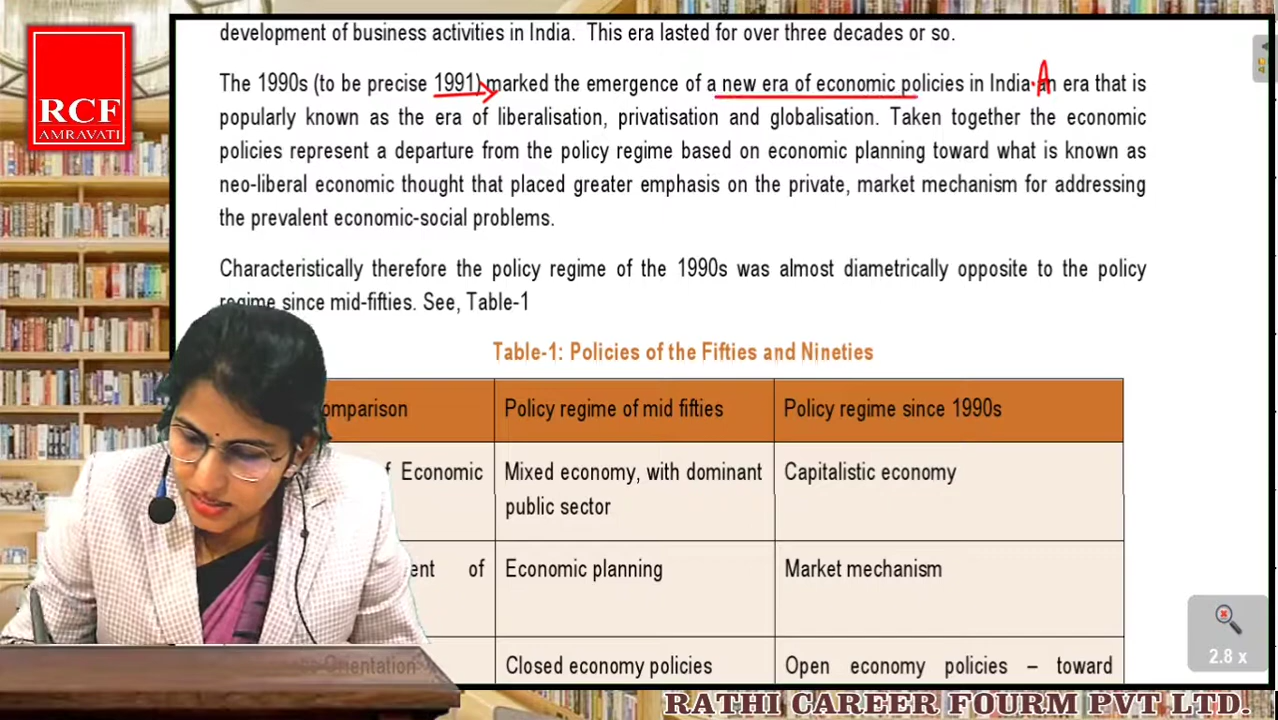 development of business activities in India. This era lasted for over three decades or so.
The 1990s (to be precise 1991) marked the emergence of a new era of economic policies in India. A an era that is
popularly known as the era of liberalisation, privatisation and globalisation. Taken together the economic
policies represent a departure from the policy regime based on economic planning toward what is known as
neo-liberal economic thought that placed greater emphasis on the private, market mechanism for addressing
the prevalent economic-social problems.
Characteristically therefore the policy regime of the 1990s was almost diametrically opposite to the policy
regime since mid-fifties. See, Table-1
Table-1: Policies of the Fifties and Nineties
omparison Policy regime of mid fifties Policy regime since 1990s
f Economic Mixed economy, with dominant Capitalistic economy
public sector
ent of Economic planning Market mechanism
Orientation Closed economy policies Open economy policies – toward
RCF
AMRAVATI
2.8 x
RATHI CAREER FOURM PVT LTD.